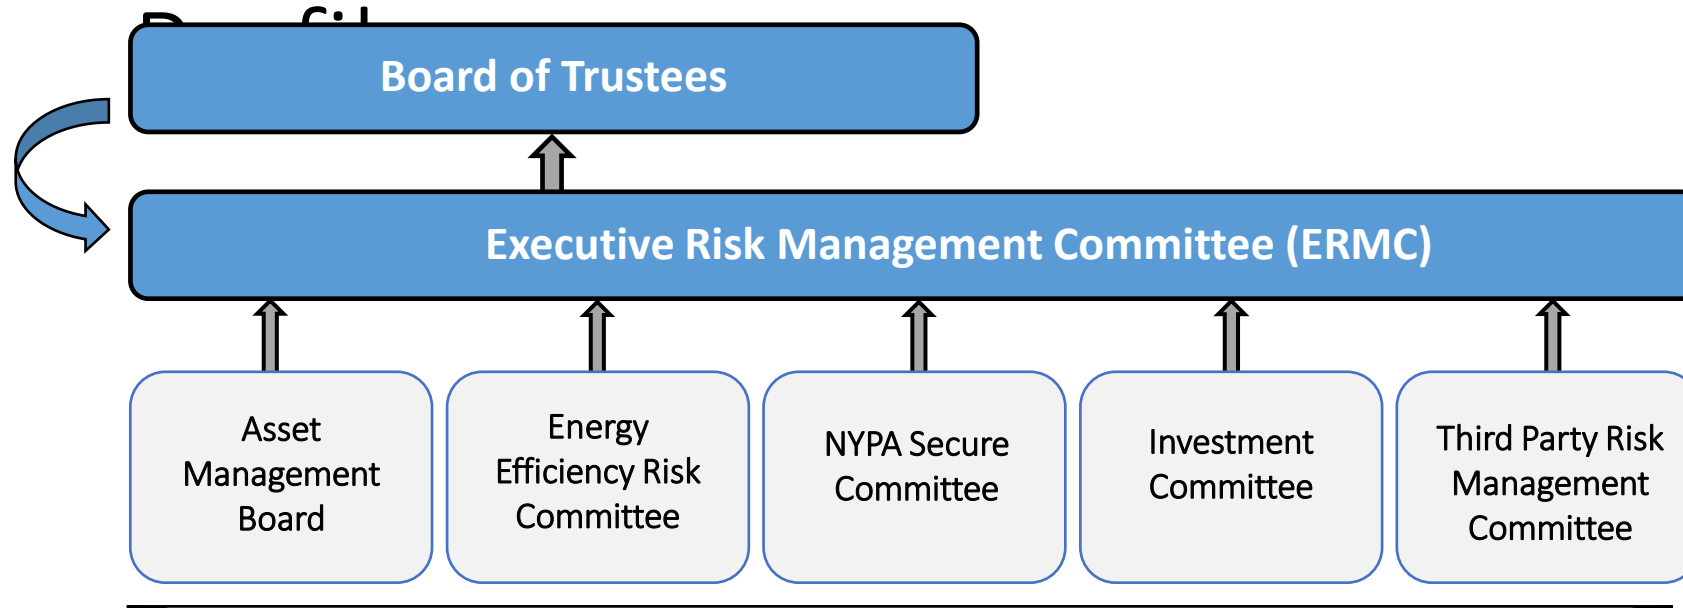 Board of Trustees
Executive Risk Management Committee (ERMC)
Asset
Management
Board
Energy
Efficiency Risk
Committee
NYPA Secure
Committee
Investment
Committee
Third Party Risk
Management
Committee